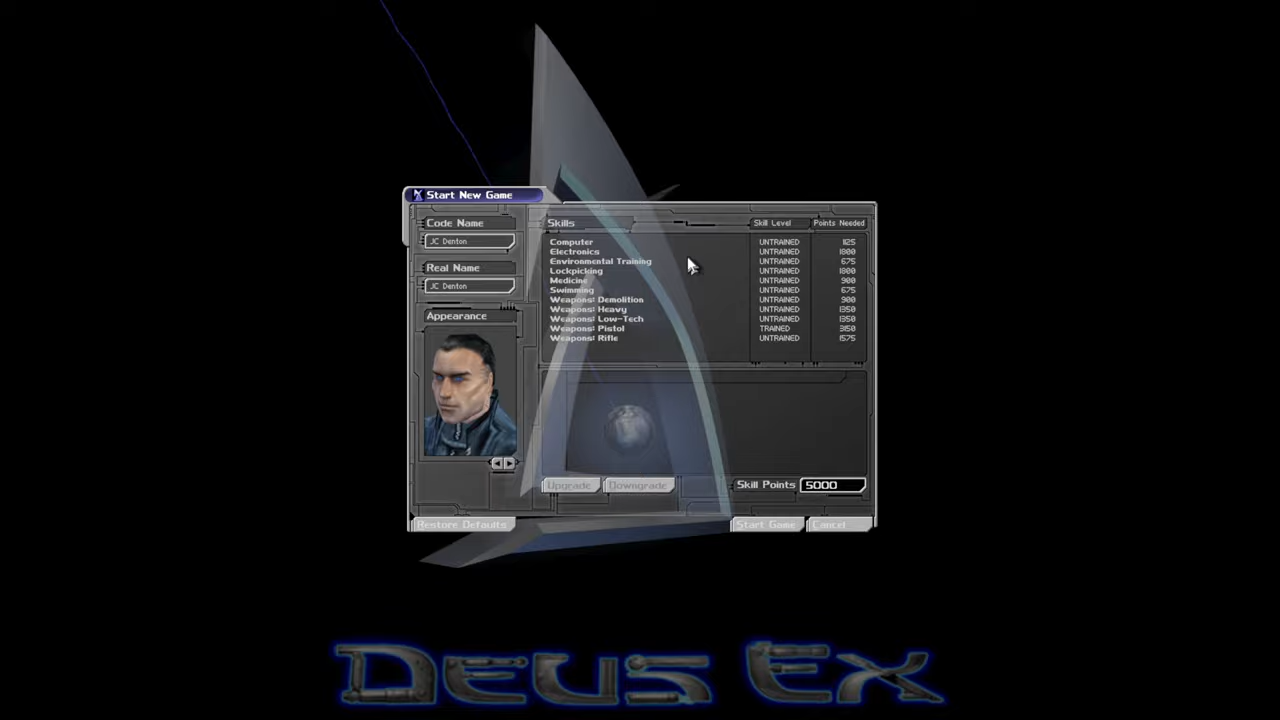 Start New Game
Code Name
JC Denton
Real Name
JC Denton
Appearance
Restore Defaults
Skills Skill Level Points Needed
Computer UNTRAINED 1125
Electronics UNTRAINED 1800
Environmental Training UNTRAINED 675
Lockpicking UNTRAINED 1800
Medicine UNTRAINED 900
Swimming UNTRAINED 675
Weapons: Demolition UNTRAINED 900
Weapons: Heavy UNTRAINED 1350
Weapons: Low-Tech UNTRAINED 1350
Weapons: Pistol TRAINED 3150
Weapons: Rifle UNTRAINED 1575
Upgrade Downgrade Skill Points 5000
Start Game Cancel
DEUS EX